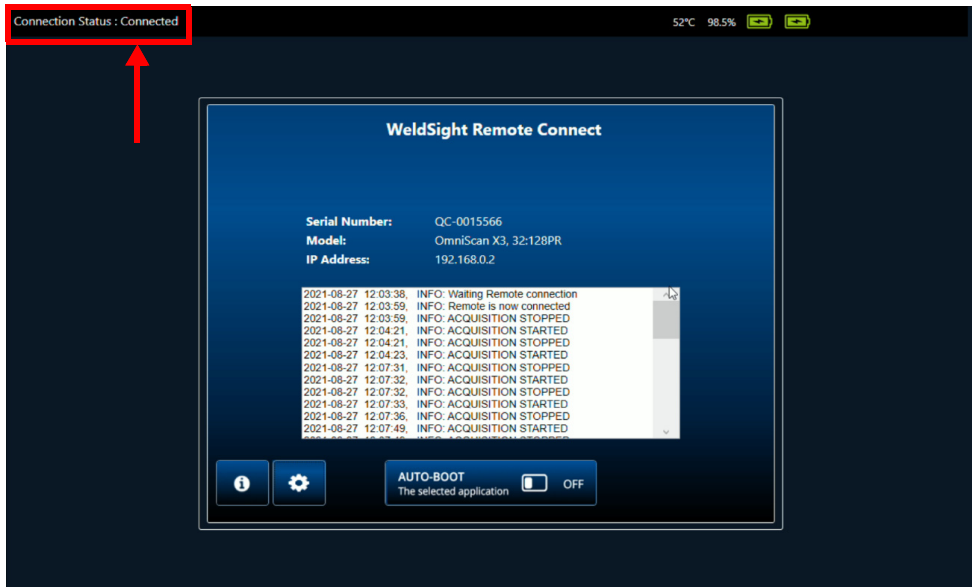 Connection Status : Connected
52°C 98.5%
WeldSight Remote Connect
Serial Number: QC-0015566
Model: OmniScan X3, 32:128PR
IP Address: 192.168.0.2
2021-08-27 12:03:38, INFO: Waiting Remote connection
2021-08-27 12:03:59, INFO: Remote is now connected
2021-08-27 12:03:59, INFO: ACQUISITION STOPPED
2021-08-27 12:04:21, INFO: ACQUISITION STARTED
2021-08-27 12:04:21, INFO: ACQUISITION STOPPED
2021-08-27 12:04:23, INFO: ACQUISITION STARTED
2021-08-27 12:07:31, INFO: ACQUISITION STOPPED
2021-08-27 12:07:32, INFO: ACQUISITION STARTED
2021-08-27 12:07:32, INFO: ACQUISITION STOPPED
2021-08-27 12:07:33, INFO: ACQUISITION STARTED
2021-08-27 12:07:36, INFO: ACQUISITION STOPPED
2021-08-27 12:07:49, INFO: ACQUISITION STARTED
AUTO-BOOT
The selected application OFF